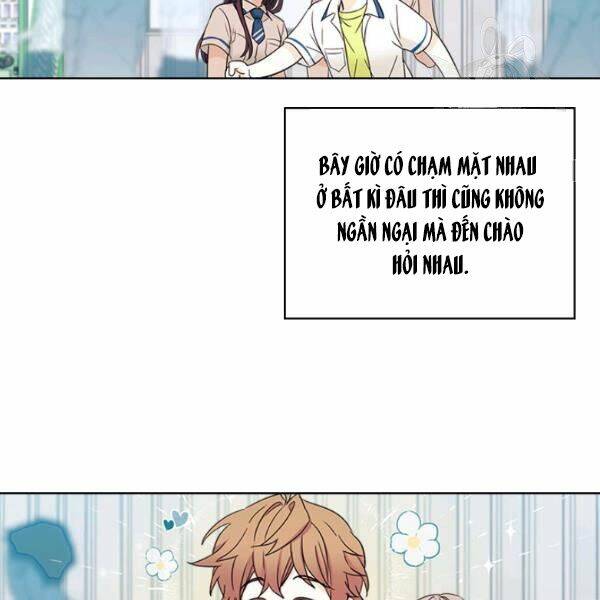 BÂY GIỜ CÓ CHẠM MẶT NHAU
Ở BẤT KÌ ĐÂU THÌ CŨNG KHÔNG
NGẦN NGẠI MÀ ĐẾN CHÀO
HỎI NHAU.